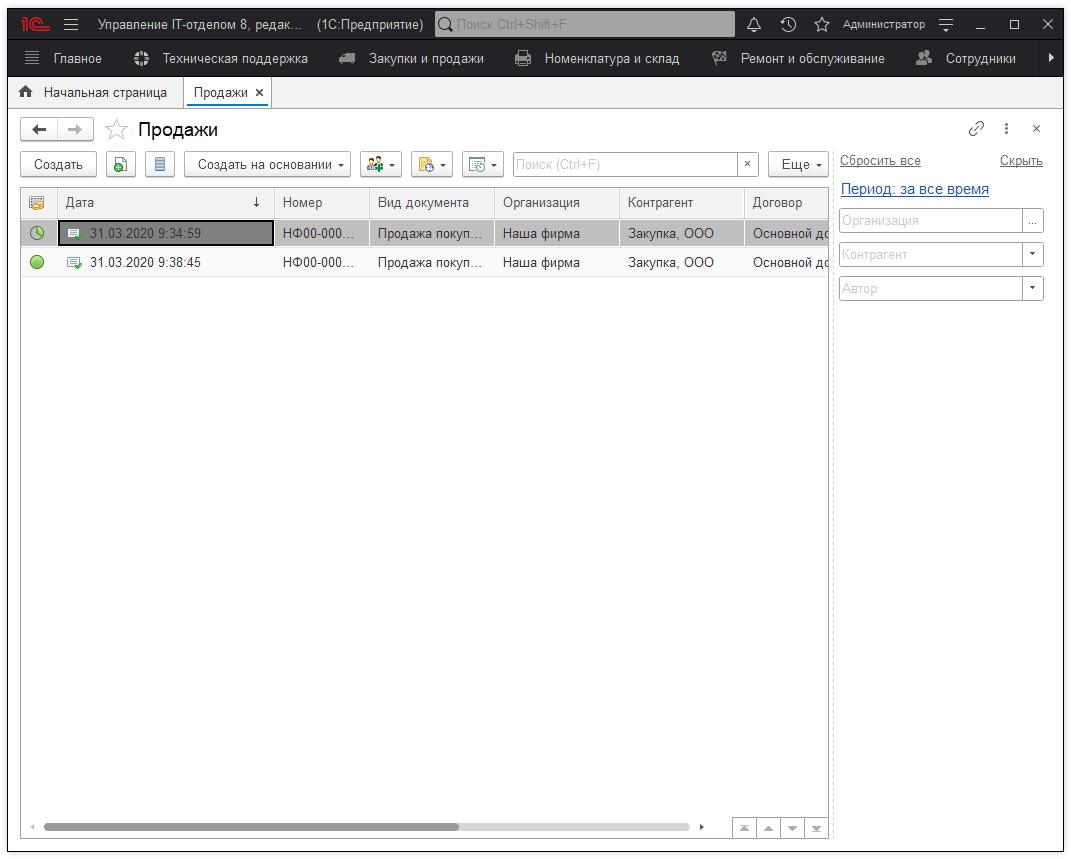 1С Управление IT-отделом 8, редак... (1С:Предприятие) Поиск Ctrl+Shift+F Администратор
Главное Техническая поддержка Закупки и продажи Номенклатура и склад Ремонт и обслуживание Сотрудники
Начальная страница Продажи ×
Продажи
Создать Создать на основании Поиск (Ctrl+F) × Еще Сбросить все Скрыть
Период: за все время
Дата ↓ Номер Вид документа Организация Контрагент Договор
31.03.2020 9:34:59 НФ00-000... Продажа покуп... Наша фирма Закупка, ООО Основной до
31.03.2020 9:38:45 НФ00-000... Продажа покуп... Наша фирма Закупка, ООО Основной до
Организация ...
Контрагент
Автор